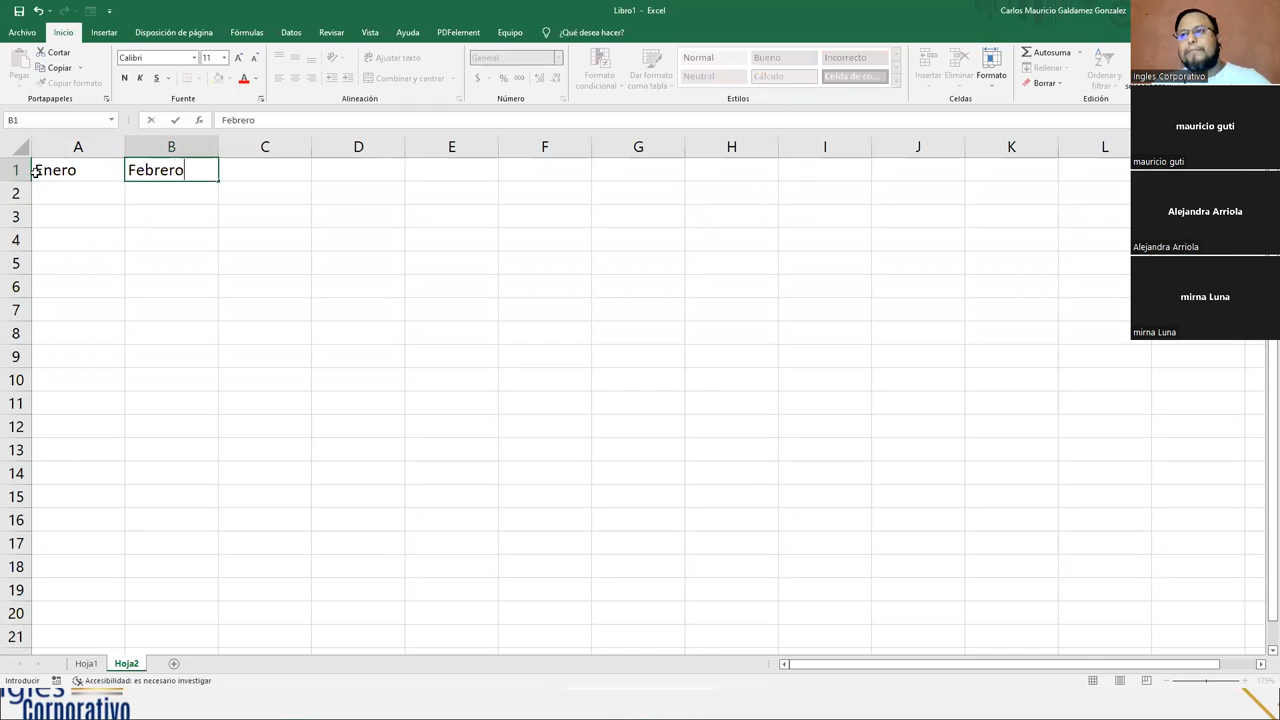 Libro1 - Excel
Carlos Mauricio Galdamez Gonzalez
Archivo Inicio Insertar Disposición de página Fórmulas Datos Revisar Vista Ayuda PDFelement Equipo ¿Qué desea hacer?
Pegar
Cortar
Copiar
Copiar formato
Portapapeles
Calibri 11
N K S
Fuente
Ajustar texto
Combinar y centrar
Alineación
General
Número
Formato condicional
Dar formato como tabla
Normal Bueno Incorrecto
Neutral Cálculo Celda de co...
Estilos
Insertar Eliminar Formato
Celdas
Autosuma
Rellenar
Borrar
Ordenar y filtrar
Edición
B1
fx
Febrero
A B C D E F G H I J K L
1 Enero Febrero
2
3
4
5
6
7
8
9
10
11
12
13
14
15
16
17
18
19
20
21
Ingles Corporativo
mauricio guti
mauricio guti
Alejandra Arriola
Alejandra Arriola
mirna Luna
mirna Luna
Hoja1 Hoja2
Introducir Accesibilidad: es necesario investigar
175%
Ingles
Corporativo